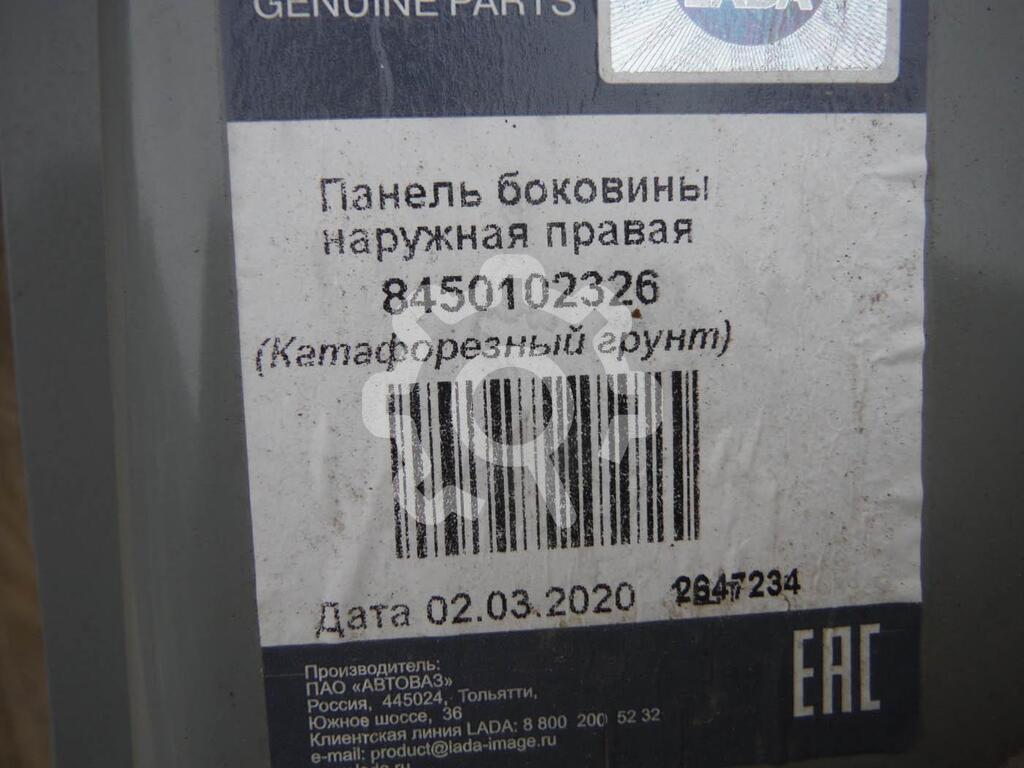 GENUINE PARTS
LADA
Панель боковины
наружная правая
8450102326
(Катафорезный грунт)
Дата 02.03.2020
EAC
Производитель:
ПАО «АВТОВАЗ»
Россия, 445024, Тольятти,
Южное шоссе, 36
Клиентская линия LADA: 8 800 200 52 32
e-mail: product@lada-image.ru